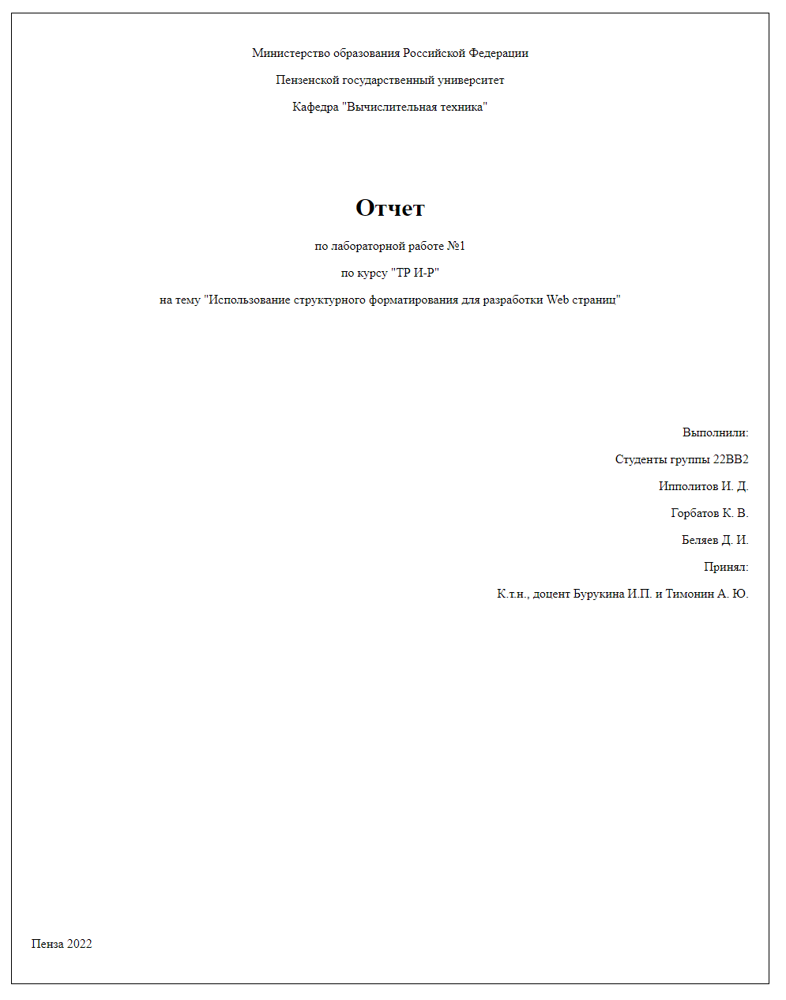 Министерство образования Российской Федерации
Пензенской государственный университет
Кафедра "Вычислительная техника"
Отчет
по лабораторной работе №1
по курсу "ТР И-Р"
на тему "Использование структурного форматирования для разработки Web страниц"
Выполнили:
Студенты группы 22ВВ2
Ипполитов И. Д.
Горбатов К. В.
Беляев Д. И.
Принял:
К.т.н., доцент Бурукина И.П. и Тимонин А. Ю.
Пенза 2022